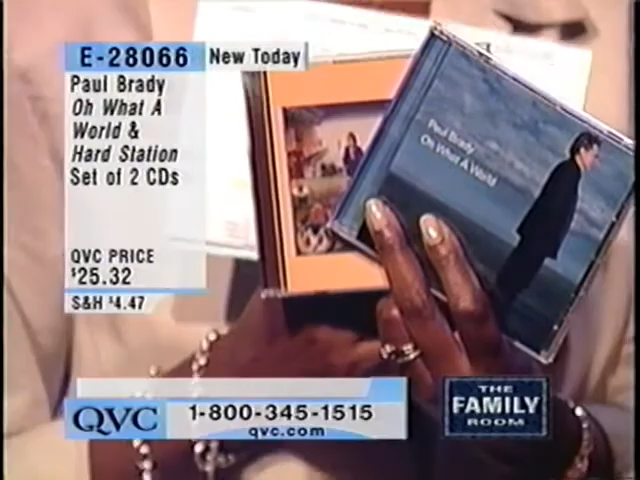 E-28066 New Today
Paul Brady
Oh What A
World &
Hard Station
Set of 2 CDs
QVC PRICE
$25.32
S&H $4.47
Paul Brady
Oh What A World
QVC 1-800-345-1515
qvc.com
THE
FAMILY
ROOM